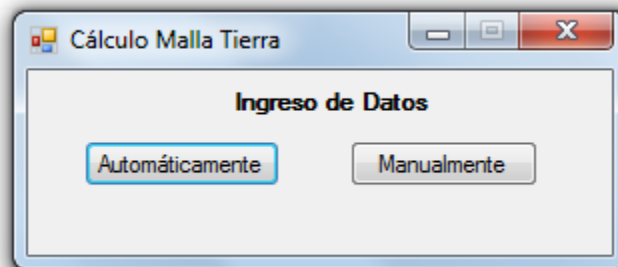 Cálculo Malla Tierra
Ingreso de Datos
Automáticamente Manualmente